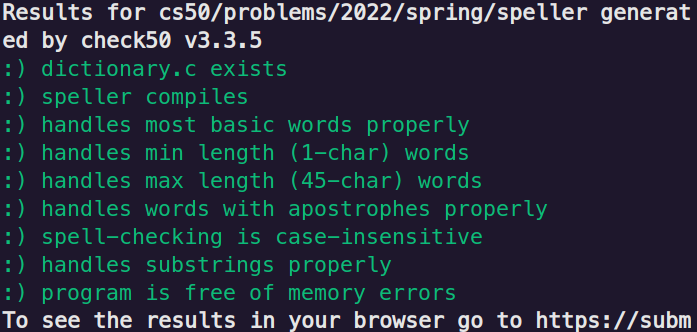 Results for cs50/problems/2022/spring/speller generat
ed by check50 v3.3.5
:) dictionary.c exists
:) speller compiles
:) handles most basic words properly
:) handles min length (1-char) words
:) handles max length (45-char) words
:) handles words with apostrophes properly
:) spell-checking is case-insensitive
:) handles substrings properly
:) program is free of memory errors
To see the results in your browser go to https://subm